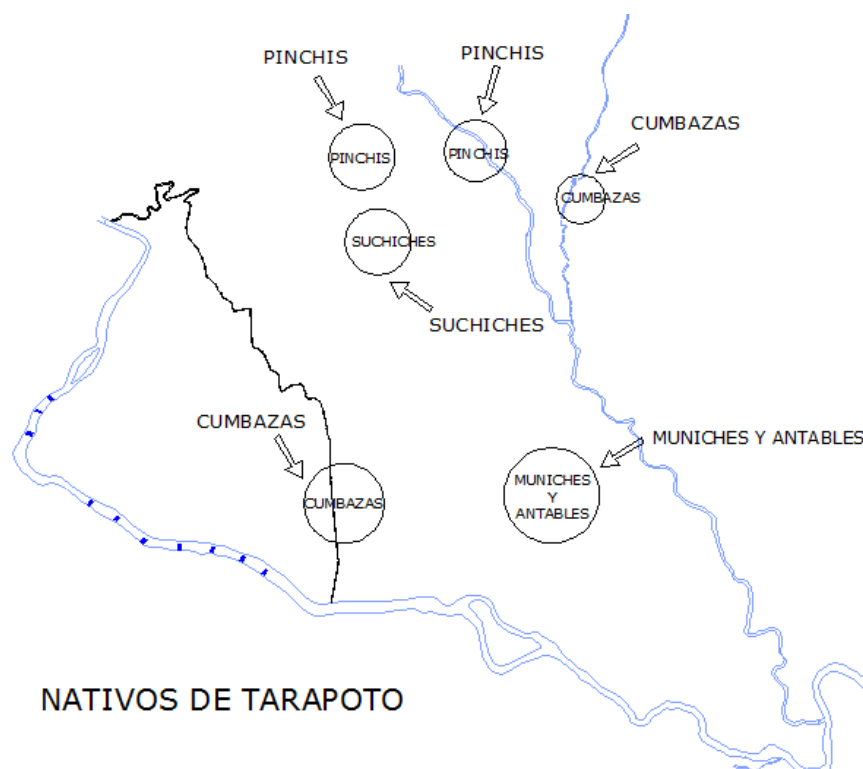 PINCHIS
PINCHIS
CUMBAZAS
PINCHIS
PINCHIS
CUMBAZAS
SUCHICHES
SUCHICHES
CUMBAZAS
MUNICHES Y ANTABLES
CUMBAZAS
MUNICHES
Y
ANTABLES
NATIVOS DE TARAPOTO